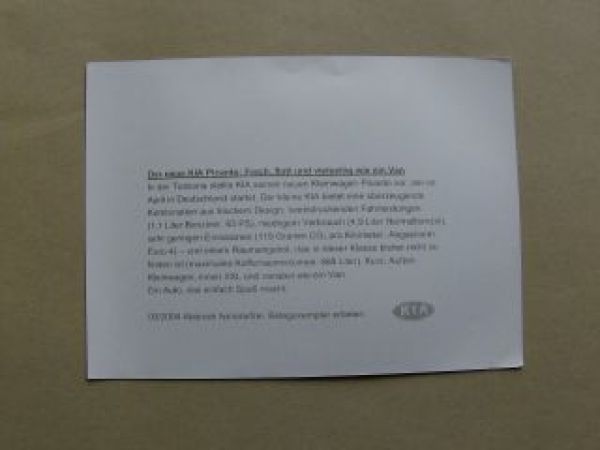 Der neue KIA Picanto: Frech, flott und vielseitig wie ein Van
In der Toskana stellte KIA seinen neuen Kleinwagen Picanto vor, der im
April in Deutschland startet. Der kleine KIA bietet eine überzeugende
Kombination aus frischem Design, beeindruckenden Fahrleistungen
(1,1 Liter Benziner, 65 PS), niedrigem Verbrauch (4,9 Liter Normalbenzin),
sehr geringen Emissionen (118 Gramm CO₂ pro Kilometer, Abgasnorm
Euro 4) – und einem Raumangebot, das in dieser Klasse bisher nicht zu
finden ist (maximales Kofferraumvolumen: Liter). Kurz: Außen
Kleinwagen, innen XXL und variabel wie ein Van.
Ein Auto, das einfach Spaß macht.
03/2004 Abdruck honorarfrei. Belegexemplar erbeten.
KIA